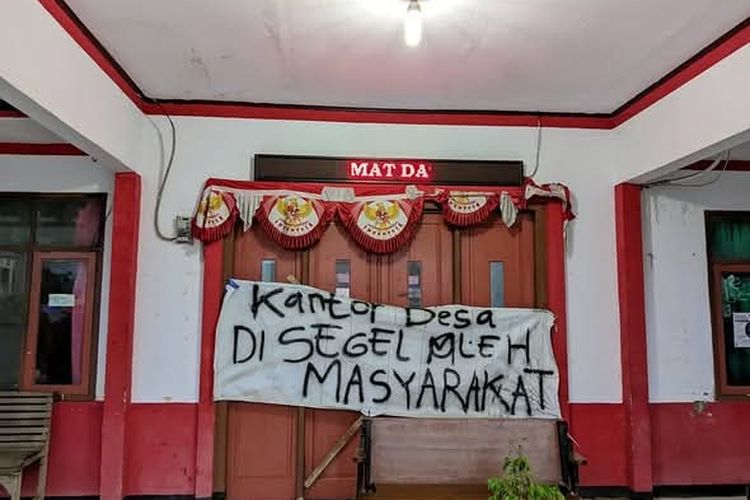 MAT DA
Kantor Desa
DI SEGEL OLEH
MASYARAKAT